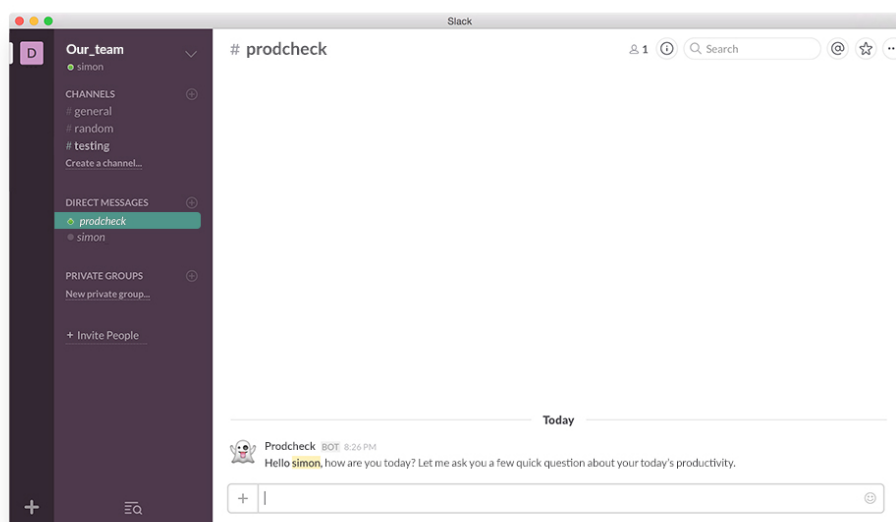 Slack
D
Our_team
simon
CHANNELS
# general
# random
# testing
Create a channel...
DIRECT MESSAGES
prodcheck
simon
PRIVATE GROUPS
New private group...
+ Invite People
# prodcheck
1
Search
@
Today
Prodcheck BOT 8:26 PM
Hello simon, how are you today? Let me ask you a few quick question about your today's productivity.